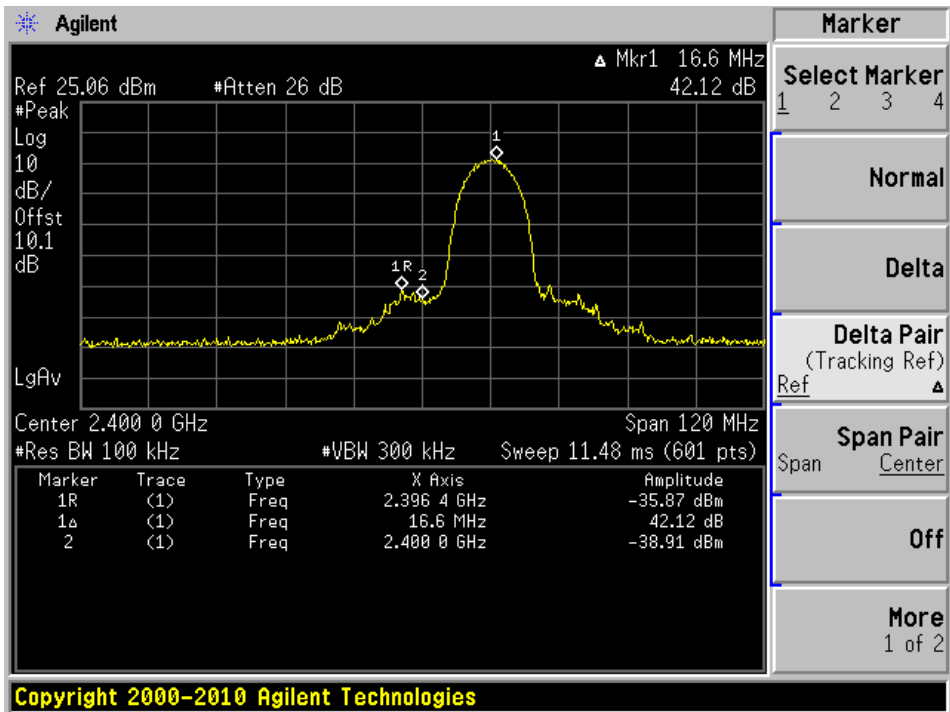 Agilent
Marker
Δ Mkr1 16.6 MHz
Ref 25.06 dBm #Atten 26 dB 42.12 dB
#Peak
Log
10
dB/
Offst
10.1
dB
LgAv
1
1R
2
Center 2.400 0 GHz Span 120 MHz
#Res BW 100 kHz #VBW 300 kHz Sweep 11.48 ms (601 pts)
Marker Trace Type X Axis Amplitude
1R (1) Freq 2.396 4 GHz -35.87 dBm
1Δ (1) Freq 16.6 MHz 42.12 dB
2 (1) Freq 2.400 0 GHz -38.91 dBm
Select Marker
1 2 3 4
Normal
Delta
Delta Pair
(Tracking Ref)
Ref Δ
Span Pair
Span Center
Off
More
1 of 2
Copyright 2000-2010 Agilent Technologies